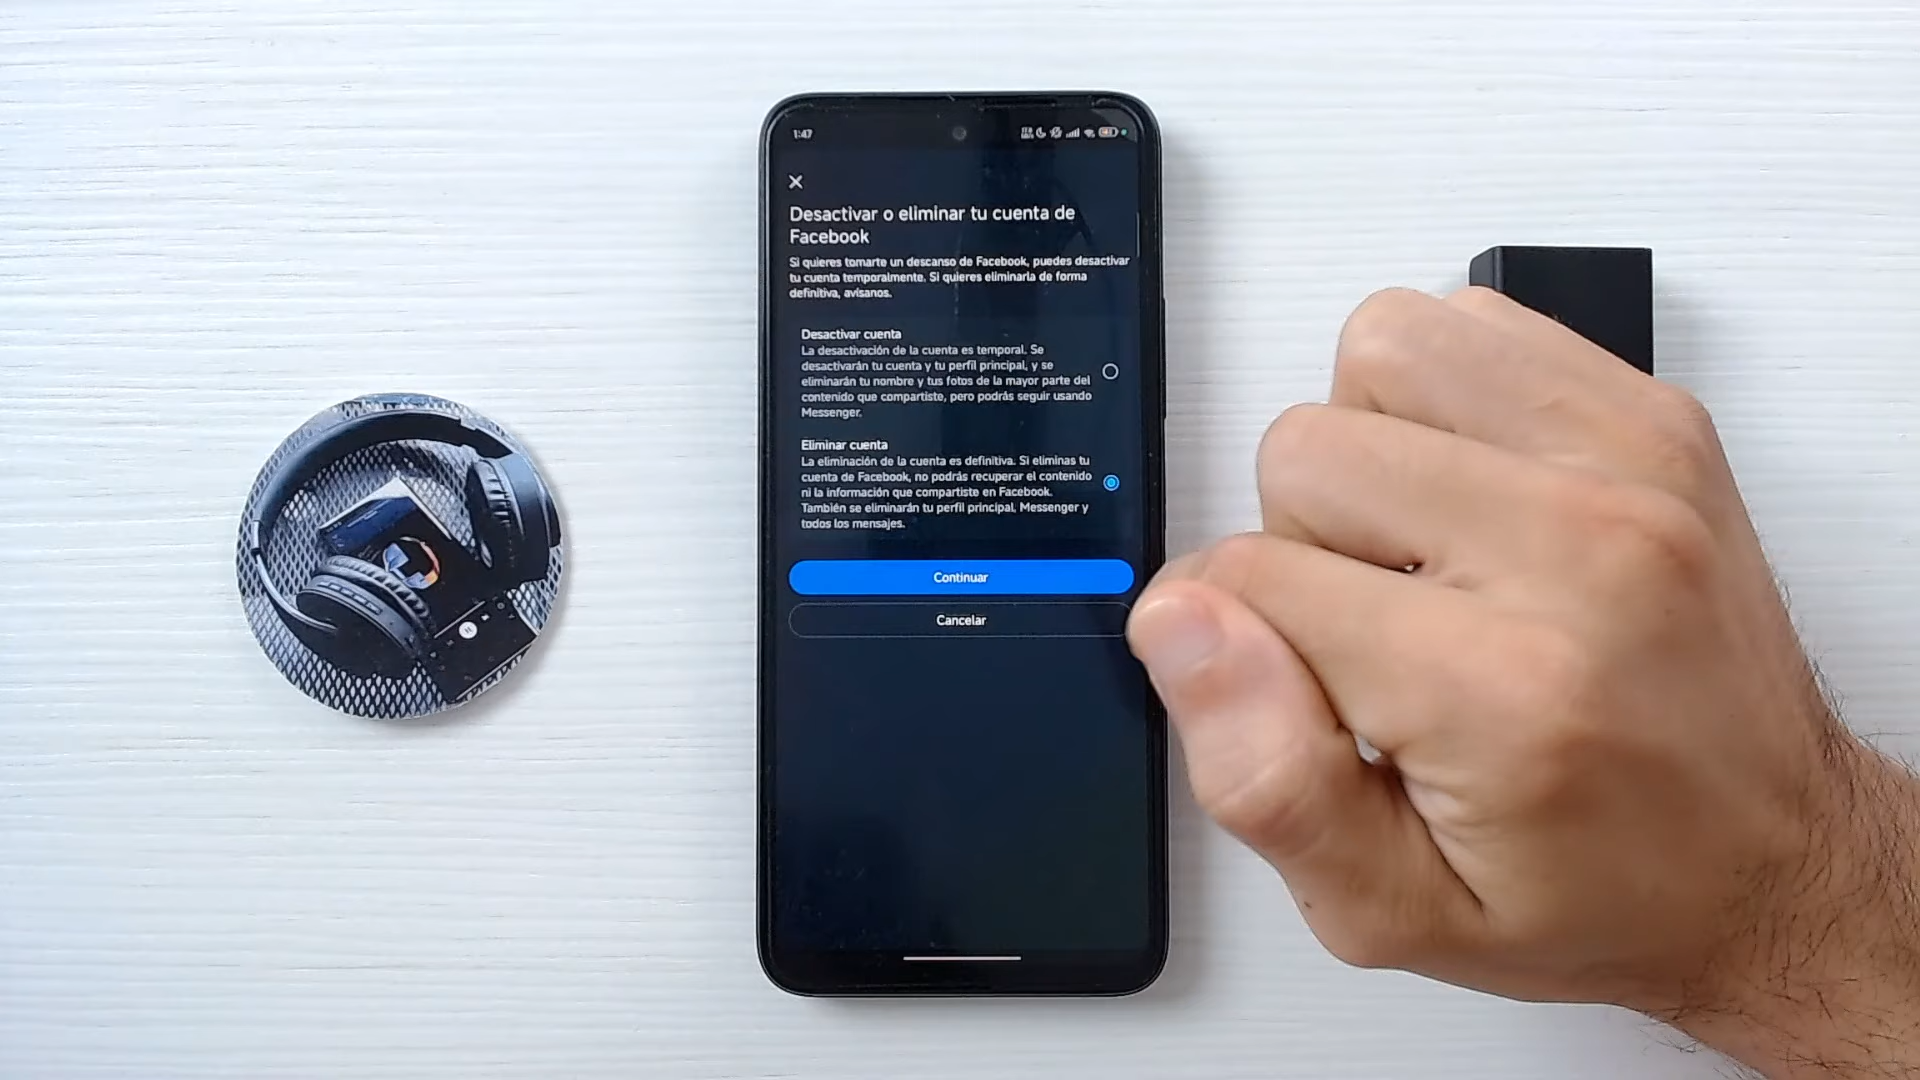 1:47
Desactivar o eliminar tu cuenta de
Facebook
Si quieres tomarte un descanso de Facebook, puedes desactivar
tu cuenta temporalmente. Si quieres eliminarla de forma
definitiva, avísanos.
Desactivar cuenta
La desactivación de la cuenta es temporal. Se
desactivarán tu cuenta y tu perfil principal, y se
eliminarán tu nombre y tus fotos de la mayor parte del
contenido que compartiste, pero podrás seguir usando
Messenger.
Eliminar cuenta
La eliminación de la cuenta es definitiva. Si eliminas tu
cuenta de Facebook, no podrás recuperar el contenido
ni la información que compartiste en Facebook.
También se eliminarán tu perfil principal, Messenger y
todos los mensajes.
Continuar
Cancelar